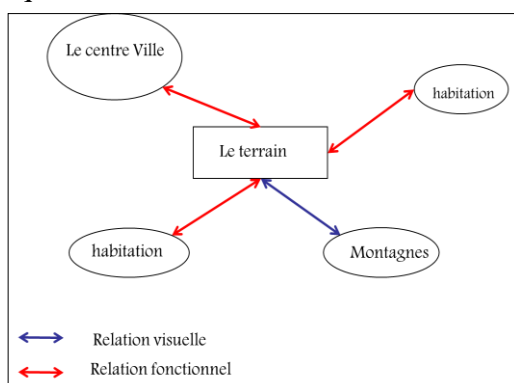 Le centre Ville
habitation
Le terrain
habitation
Montagnes
Relation visuelle
Relation fonctionnel